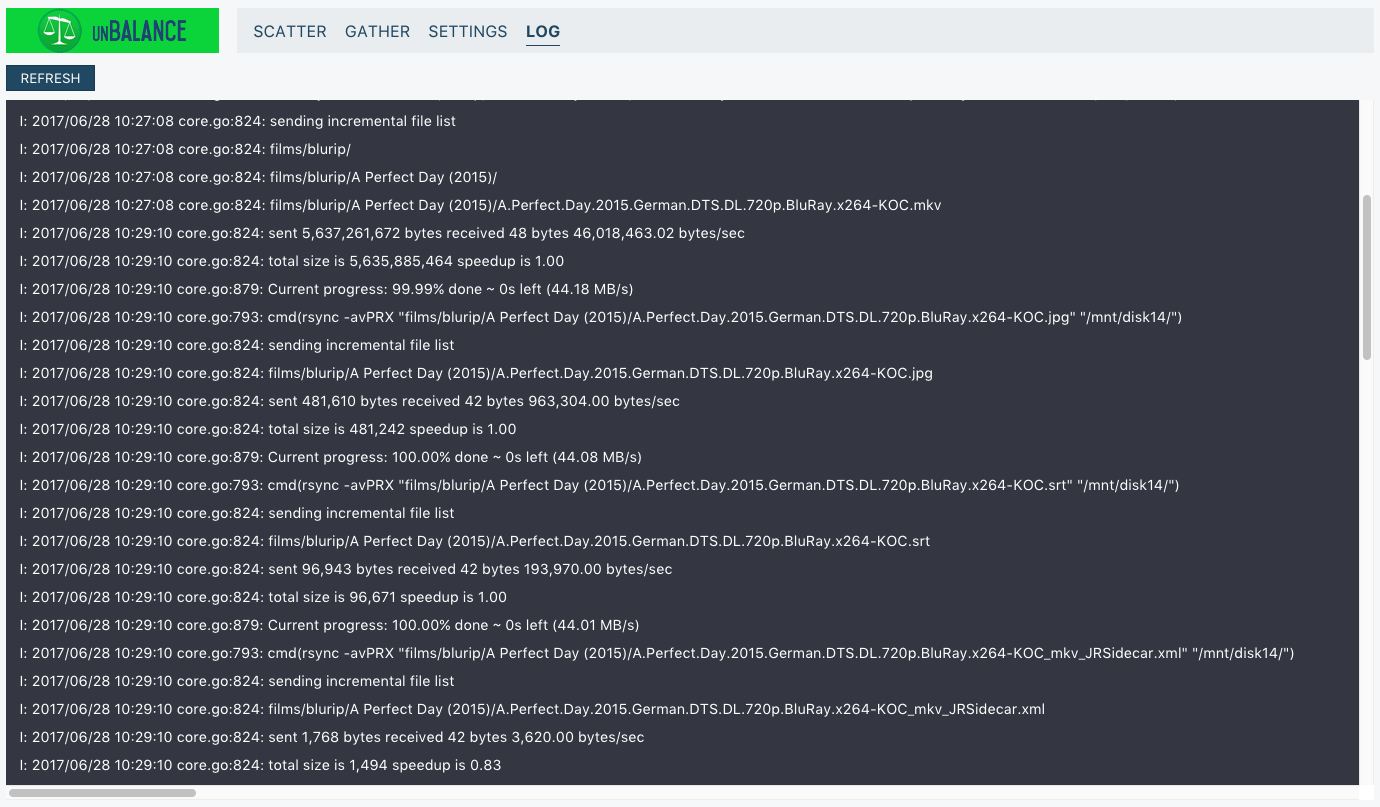 unBALANCE
SCATTER GATHER SETTINGS LOG
REFRESH
I: 2017/06/28 10:27:08 core.go:824: sending incremental file list
I: 2017/06/28 10:27:08 core.go:824: films/blurip/
I: 2017/06/28 10:27:08 core.go:824: films/blurip/A Perfect Day (2015)/
I: 2017/06/28 10:27:08 core.go:824: films/blurip/A Perfect Day (2015)/A.Perfect.Day.2015.German.DTS.DL.720p.BluRay.x264-KOC.mkv
I: 2017/06/28 10:29:10 core.go:824: sent 5,637,261,672 bytes received 48 bytes 46,018,463.02 bytes/sec
I: 2017/06/28 10:29:10 core.go:824: total size is 5,635,885,464 speedup is 1.00
I: 2017/06/28 10:29:10 core.go:879: Current progress: 99.99% done ~ 0s left (44.18 MB/s)
I: 2017/06/28 10:29:10 core.go:793: cmd(rsync -avPRX "films/blurip/A Perfect Day (2015)/A.Perfect.Day.2015.German.DTS.DL.720p.BluRay.x264-KOC.jpg" "/mnt/disk14/")
I: 2017/06/28 10:29:10 core.go:824: sending incremental file list
I: 2017/06/28 10:29:10 core.go:824: films/blurip/A Perfect Day (2015)/A.Perfect.Day.2015.German.DTS.DL.720p.BluRay.x264-KOC.jpg
I: 2017/06/28 10:29:10 core.go:824: sent 481,610 bytes received 42 bytes 963,304.00 bytes/sec
I: 2017/06/28 10:29:10 core.go:824: total size is 481,242 speedup is 1.00
I: 2017/06/28 10:29:10 core.go:879: Current progress: 100.00% done ~ 0s left (44.08 MB/s)
I: 2017/06/28 10:29:10 core.go:793: cmd(rsync -avPRX "films/blurip/A Perfect Day (2015)/A.Perfect.Day.2015.German.DTS.DL.720p.BluRay.x264-KOC.srt" "/mnt/disk14/")
I: 2017/06/28 10:29:10 core.go:824: sending incremental file list
I: 2017/06/28 10:29:10 core.go:824: films/blurip/A Perfect Day (2015)/A.Perfect.Day.2015.German.DTS.DL.720p.BluRay.x264-KOC.srt
I: 2017/06/28 10:29:10 core.go:824: sent 96,943 bytes received 42 bytes 193,970.00 bytes/sec
I: 2017/06/28 10:29:10 core.go:824: total size is 96,671 speedup is 1.00
I: 2017/06/28 10:29:10 core.go:879: Current progress: 100.00% done ~ 0s left (44.01 MB/s)
I: 2017/06/28 10:29:10 core.go:793: cmd(rsync -avPRX "films/blurip/A Perfect Day (2015)/A.Perfect.Day.2015.German.DTS.DL.720p.BluRay.x264-KOC_mkv_JRSidecar.xml" "/mnt/disk14/")
I: 2017/06/28 10:29:10 core.go:824: sending incremental file list
I: 2017/06/28 10:29:10 core.go:824: films/blurip/A Perfect Day (2015)/A.Perfect.Day.2015.German.DTS.DL.720p.BluRay.x264-KOC_mkv_JRSidecar.xml
I: 2017/06/28 10:29:10 core.go:824: sent 1,768 bytes received 42 bytes 3,620.00 bytes/sec
I: 2017/06/28 10:29:10 core.go:824: total size is 1,494 speedup is 0.83